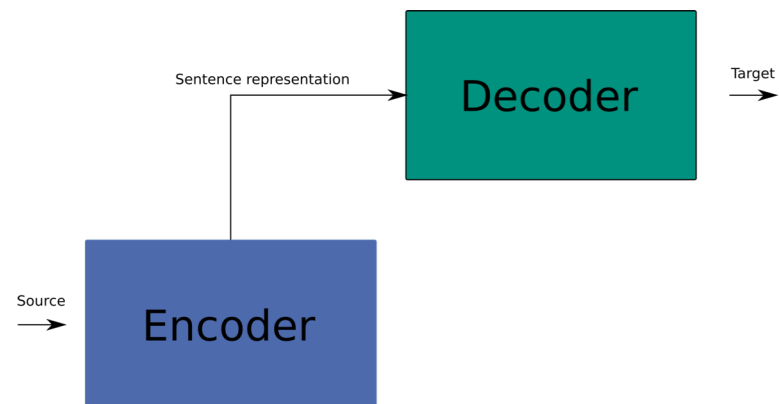 Sentence representation
Decoder
Target
Source
Encoder